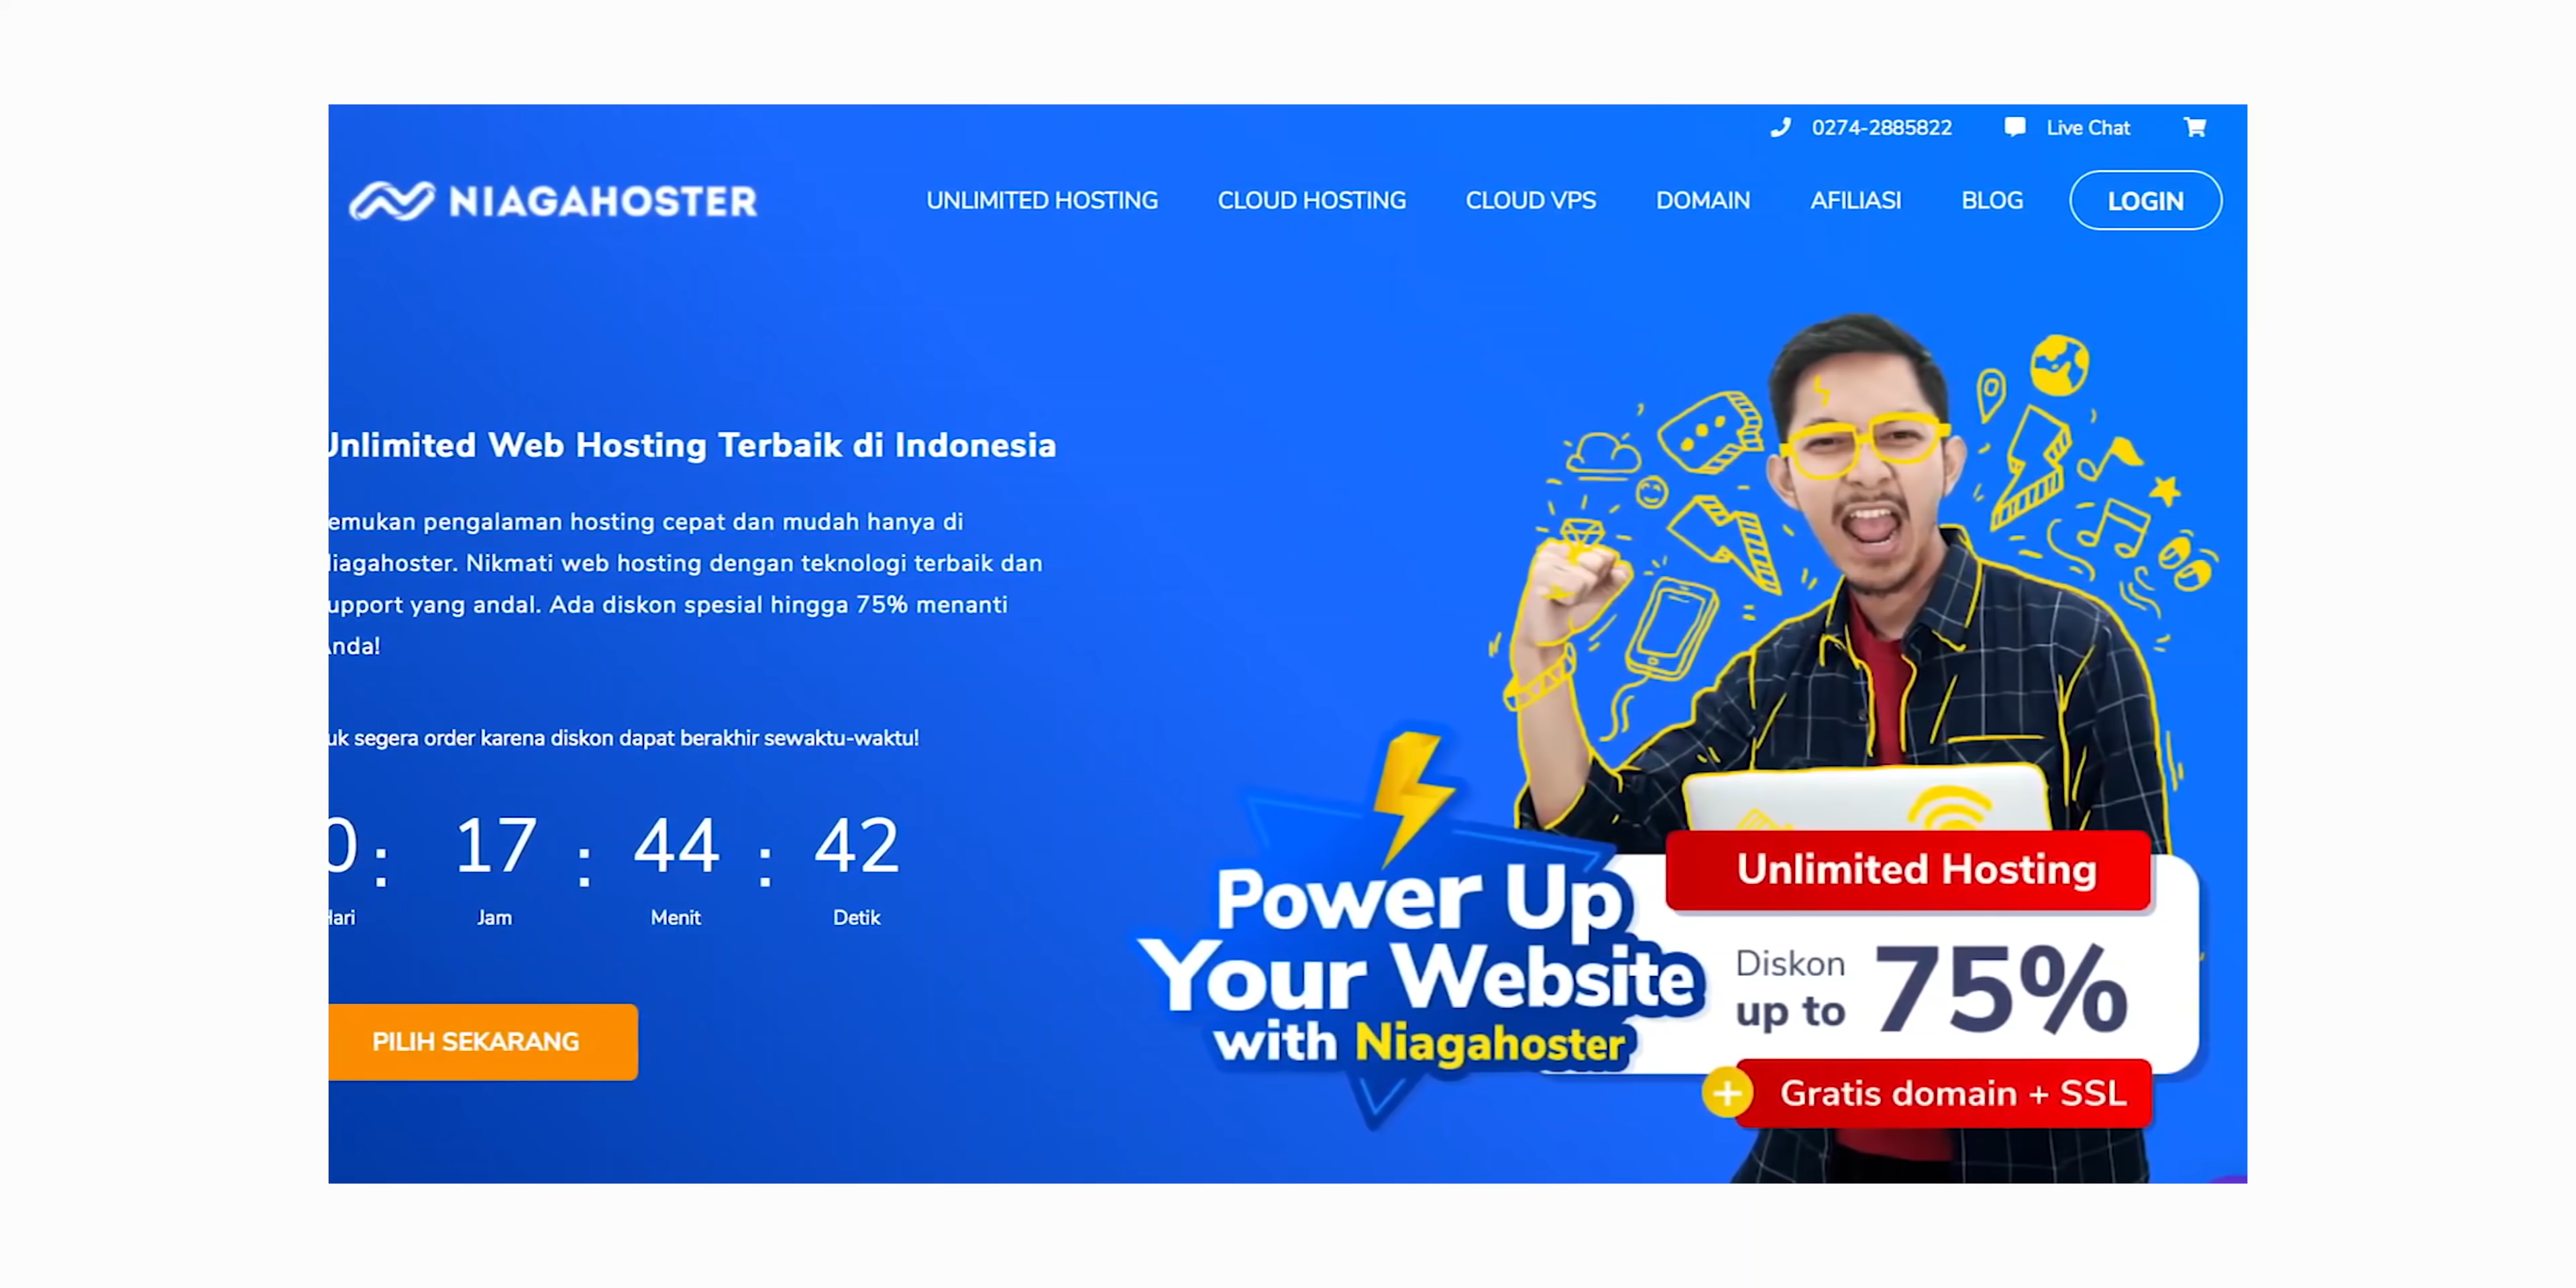 0274-2885822 Live Chat
NIAGAHOSTER UNLIMITED HOSTING CLOUD HOSTING CLOUD VPS DOMAIN AFILIASI BLOG LOGIN
Unlimited Web Hosting Terbaik di Indonesia
emukan pengalaman hosting cepat dan mudah hanya di
iagahoster. Nikmati web hosting dengan teknologi terbaik dan
upport yang andal. Ada diskon spesial hingga 75% menanti
nda!
uk segera order karena diskon dapat berakhir sewaktu-waktu!
0 : 17 : 44 : 42
Hari Jam Menit Detik
PILIH SEKARANG
Power Up
Your Website
with Niagahoster
Unlimited Hosting
Diskon
up to 75%
+ Gratis domain + SSL